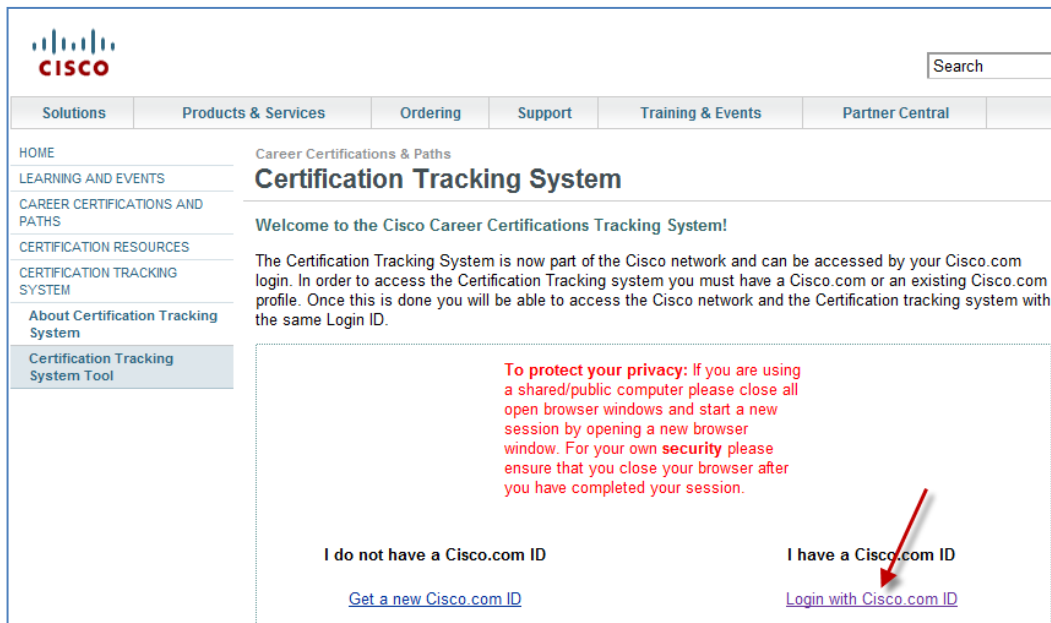 CISCO
Search
Solutions Products & Services Ordering Support Training & Events Partner Central
HOME
LEARNING AND EVENTS
CAREER CERTIFICATIONS AND
PATHS
CERTIFICATION RESOURCES
CERTIFICATION TRACKING
SYSTEM
About Certification Tracking
System
Certification Tracking
System Tool
Career Certifications & Paths
Certification Tracking System
Welcome to the Cisco Career Certifications Tracking System!
The Certification Tracking System is now part of the Cisco network and can be accessed by your Cisco.com
login. In order to access the Certification Tracking system you must have a Cisco.com or an existing Cisco.com
profile. Once this is done you will be able to access the Cisco network and the Certification tracking system with
the same Login ID.
To protect your privacy: If you are using
a shared/public computer please close all
open browser windows and start a new
session by opening a new browser
window. For your own security please
ensure that you close your browser after
you have completed your session.
I do not have a Cisco.com ID
Get a new Cisco.com ID
I have a Cisco.com ID
Login with Cisco.com ID